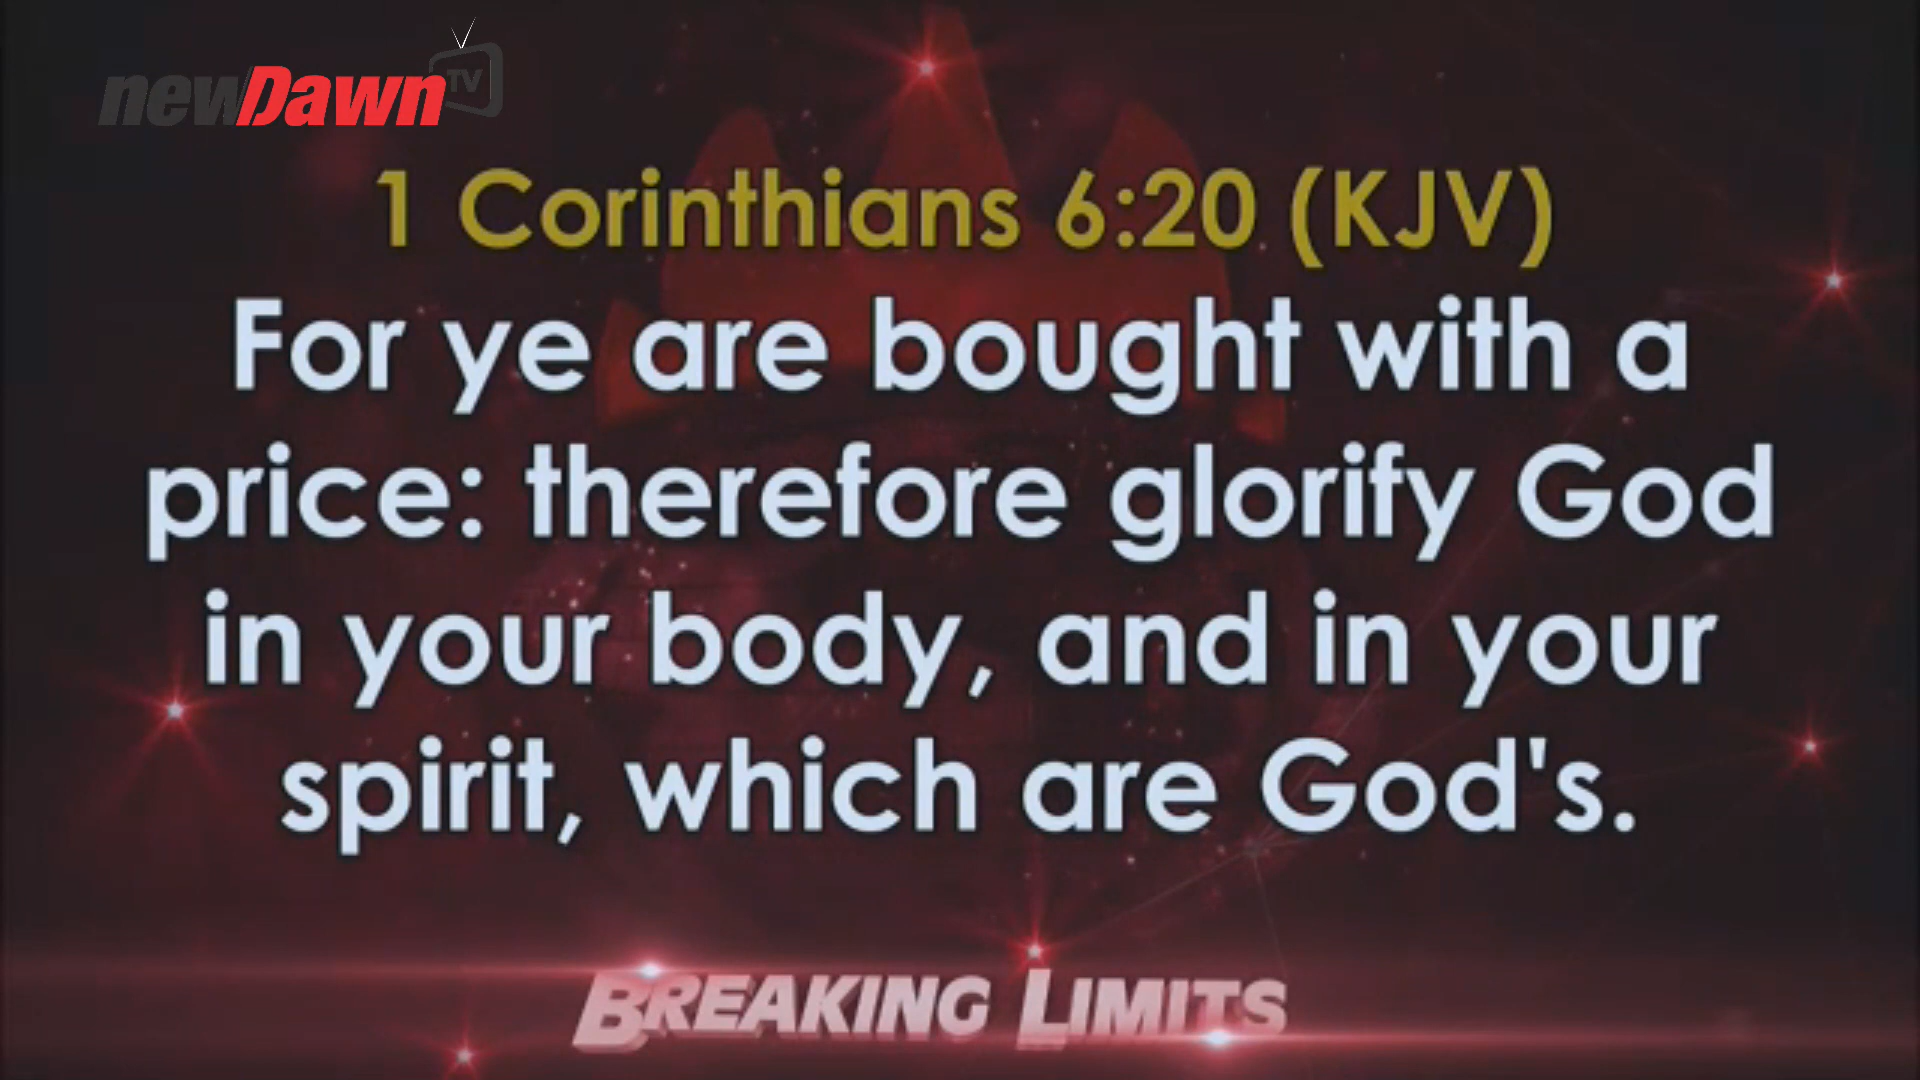 newDawn TV
1 Corinthians 6:20 (KJV)
For ye are bought with a
price: therefore glorify God
in your body, and in your
spirit, which are God's.
BREAKING LIMITS